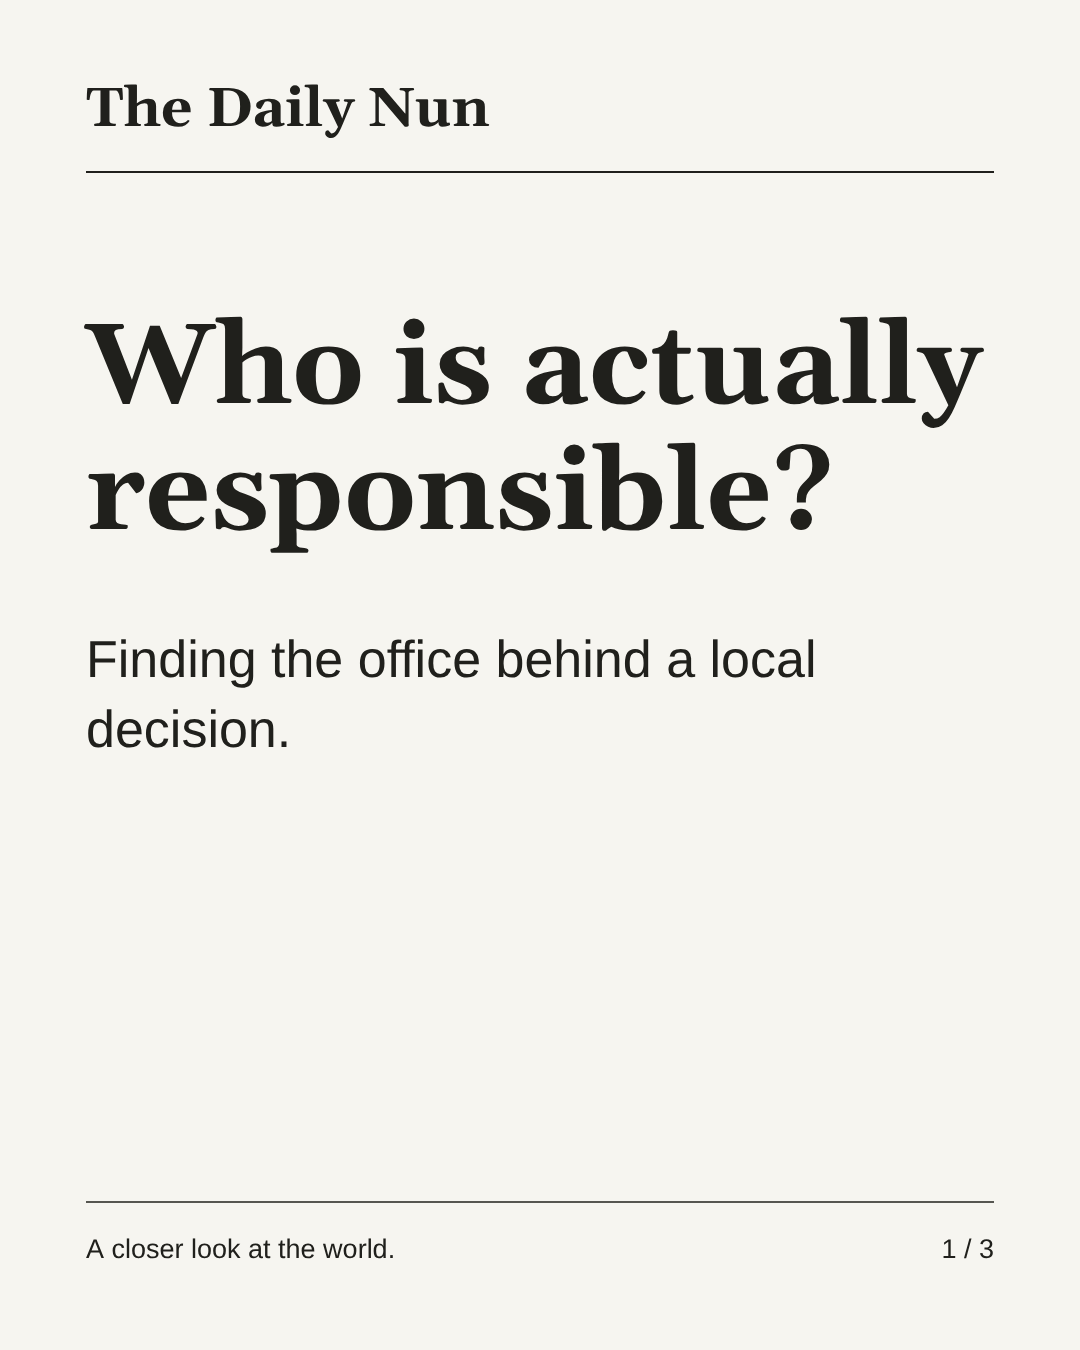 The Daily Nun
Who is actually
responsible?
Finding the office behind a local
decision.
A closer look at the world.
1 / 3